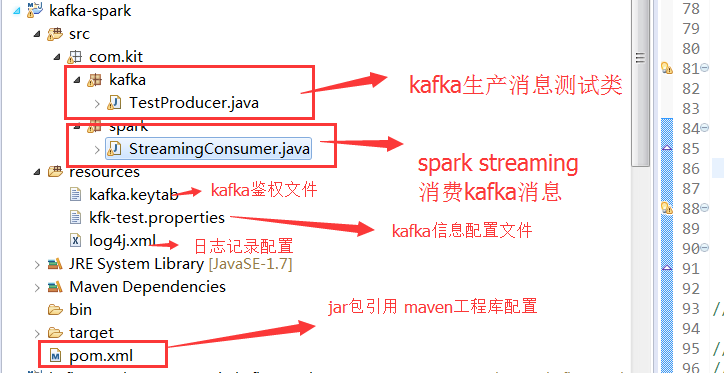 kafka-spark
src
com.kit
kafka
TestProducer.java
spark
StreamingConsumer.java
resources
kafka.keytab
kfk-test.properties
log4j.xml
JRE System Library [JavaSE-1.7]
Maven Dependencies
bin
target
pom.xml
kafka生产消息测试类
spark streaming
消费kafka消息
kafka鉴权文件
kafka信息配置文件
日志记录配置
jar包引用 maven工程库配置
78
79
80
81
82
83
84
85
86
87
88
89
90
91
92
93
94
95
96
//
//
//